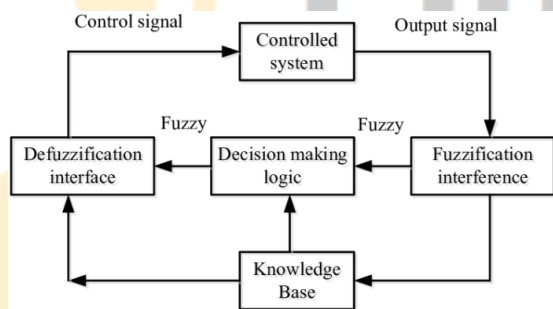 Control signal
Output signal
Controlled
system
Fuzzy
Fuzzy
Defuzzification
interface
Decision making
logic
Fuzzification
interference
Knowledge
Base